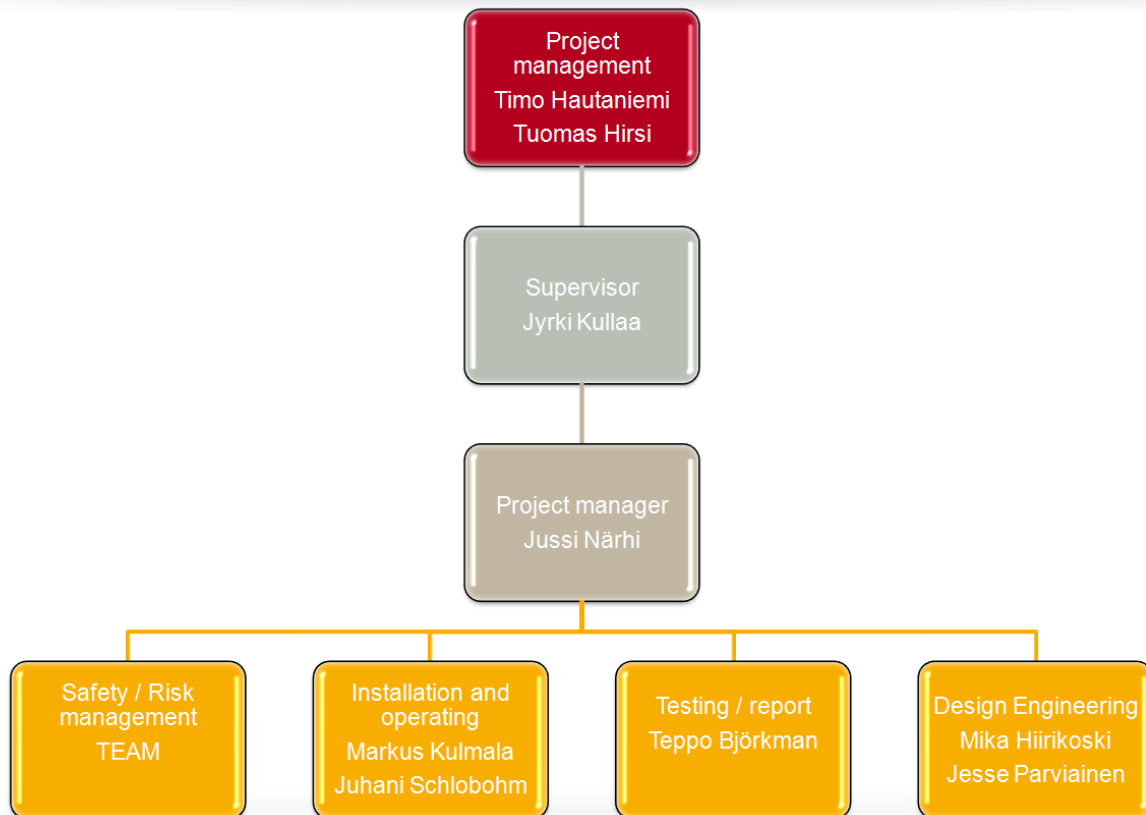 Project
management
Timo Hautaniemi
Tuomas Hirsi
Supervisor
Jyrki Kullaa
Project manager
Jussi Närhi
Safety / Risk
management
TEAM
Installation and
operating
Markus Kulmala
Juhani Schlobohm
Testing / report
Teppo Björkman
Design Engineering
Mika Hiirikoski
Jesse Parviainen